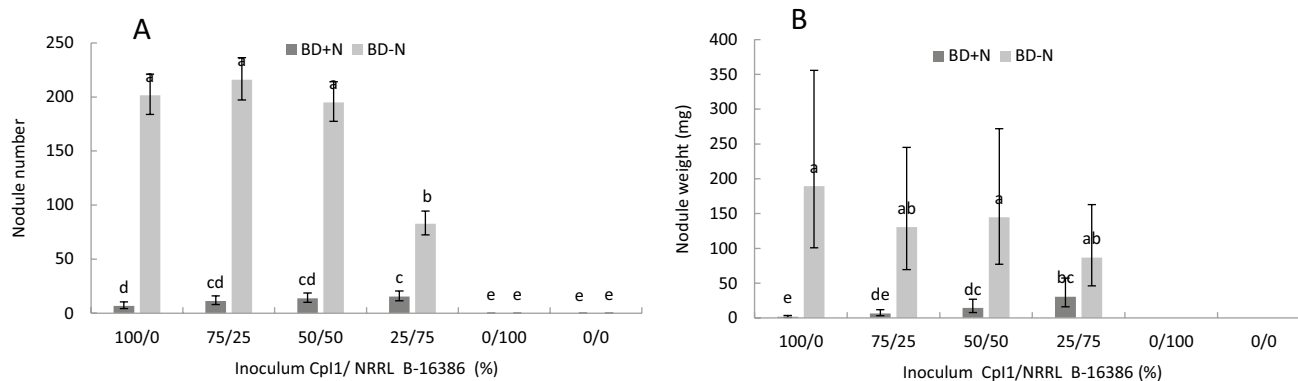 A
BD+N BD-N
250
200
150
100
50
0
Nodule number
a
a
a
b
d
cd
cd
c
e e
e e
100/0 75/25 50/50 25/75 0/100 0/0
Inoculum CpI1/ NRRL B-16386 (%)
B
BD+N BD-N
400
350
300
250
200
150
100
50
0
Nodule weight (mg)
a
ab
a
ab
e
de
dc
bc
100/0 75/25 50/50 25/75 0/100 0/0
Inoculum CpI1/NRRL B-16386 (%)